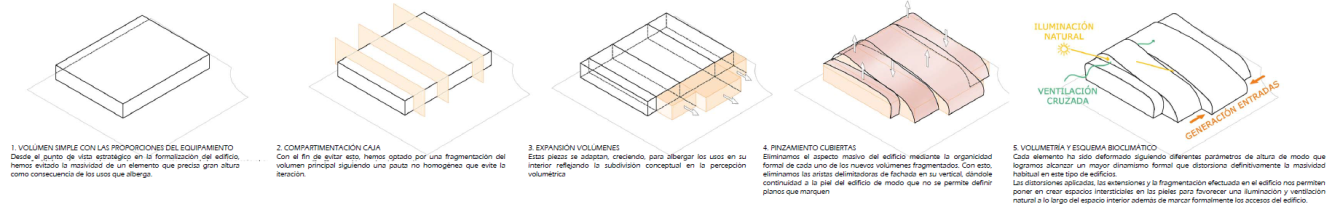 1. VOLÚMEN SIMPLE CON LAS PROPORCIONES DEL EQUIPAMIENTO
Desde el punto de vista estratégico en la formalización del edificio,
hemos evitado la masividad de un elemento que precisa gran altura
como consecuencia de los usos que alberga.
2. COMPARTIMENTACIÓN CAJA
Con el fin de evitar esto, hemos optado por una fragmentación del
volumen principal siguiendo una pauta no homogénea que evite la
iteración.
3. EXPANSIÓN VOLÚMENES
Estas piezas se adaptan, creciendo, para albergar los usos en su
interior reflejando la subdivisión conceptual en la percepción
volumétrica
4. PINZAMIENTO CUBIERTAS
Eliminamos el aspecto masivo del edificio mediante la organicidad
formal de cada uno de los nuevos volúmenes fragmentados. Con esto,
eliminamos las aristas delimitadoras de fachada en su vertical, dándole
continuidad a la piel del edificio de modo que no se permite definir
planos que marquen
ILUMINACIÓN
NATURAL
VENTILACIÓN
CRUZADA
GENERACIÓN ENTRADAS
5. VOLUMETRÍA Y ESQUEMA BIOCLIMÁTICO
Cada elemento ha sido deformado siguiendo diferentes parámetros de altura de modo que
logramos alcanzar un mayor dinamismo formal que distorsiona definitivamente la masividad
habitual en este tipo de edificios.
Las distorsiones aplicadas, las extensiones y la fragmentación efectuada en el edificio nos permiten
poner en crear espacios intersticiales en las pieles para favorecer una iluminación y ventilación
natural a lo largo del espacio interior además de marcar formalmente los accesos del edificio.